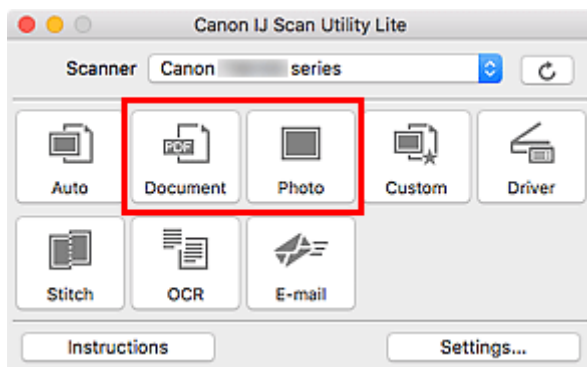 Canon IJ Scan Utility Lite
Scanner Canon series
Auto
PDF
Document
Photo
Custom
Driver
Stitch
OCR
E-mail
Instructions
Settings...